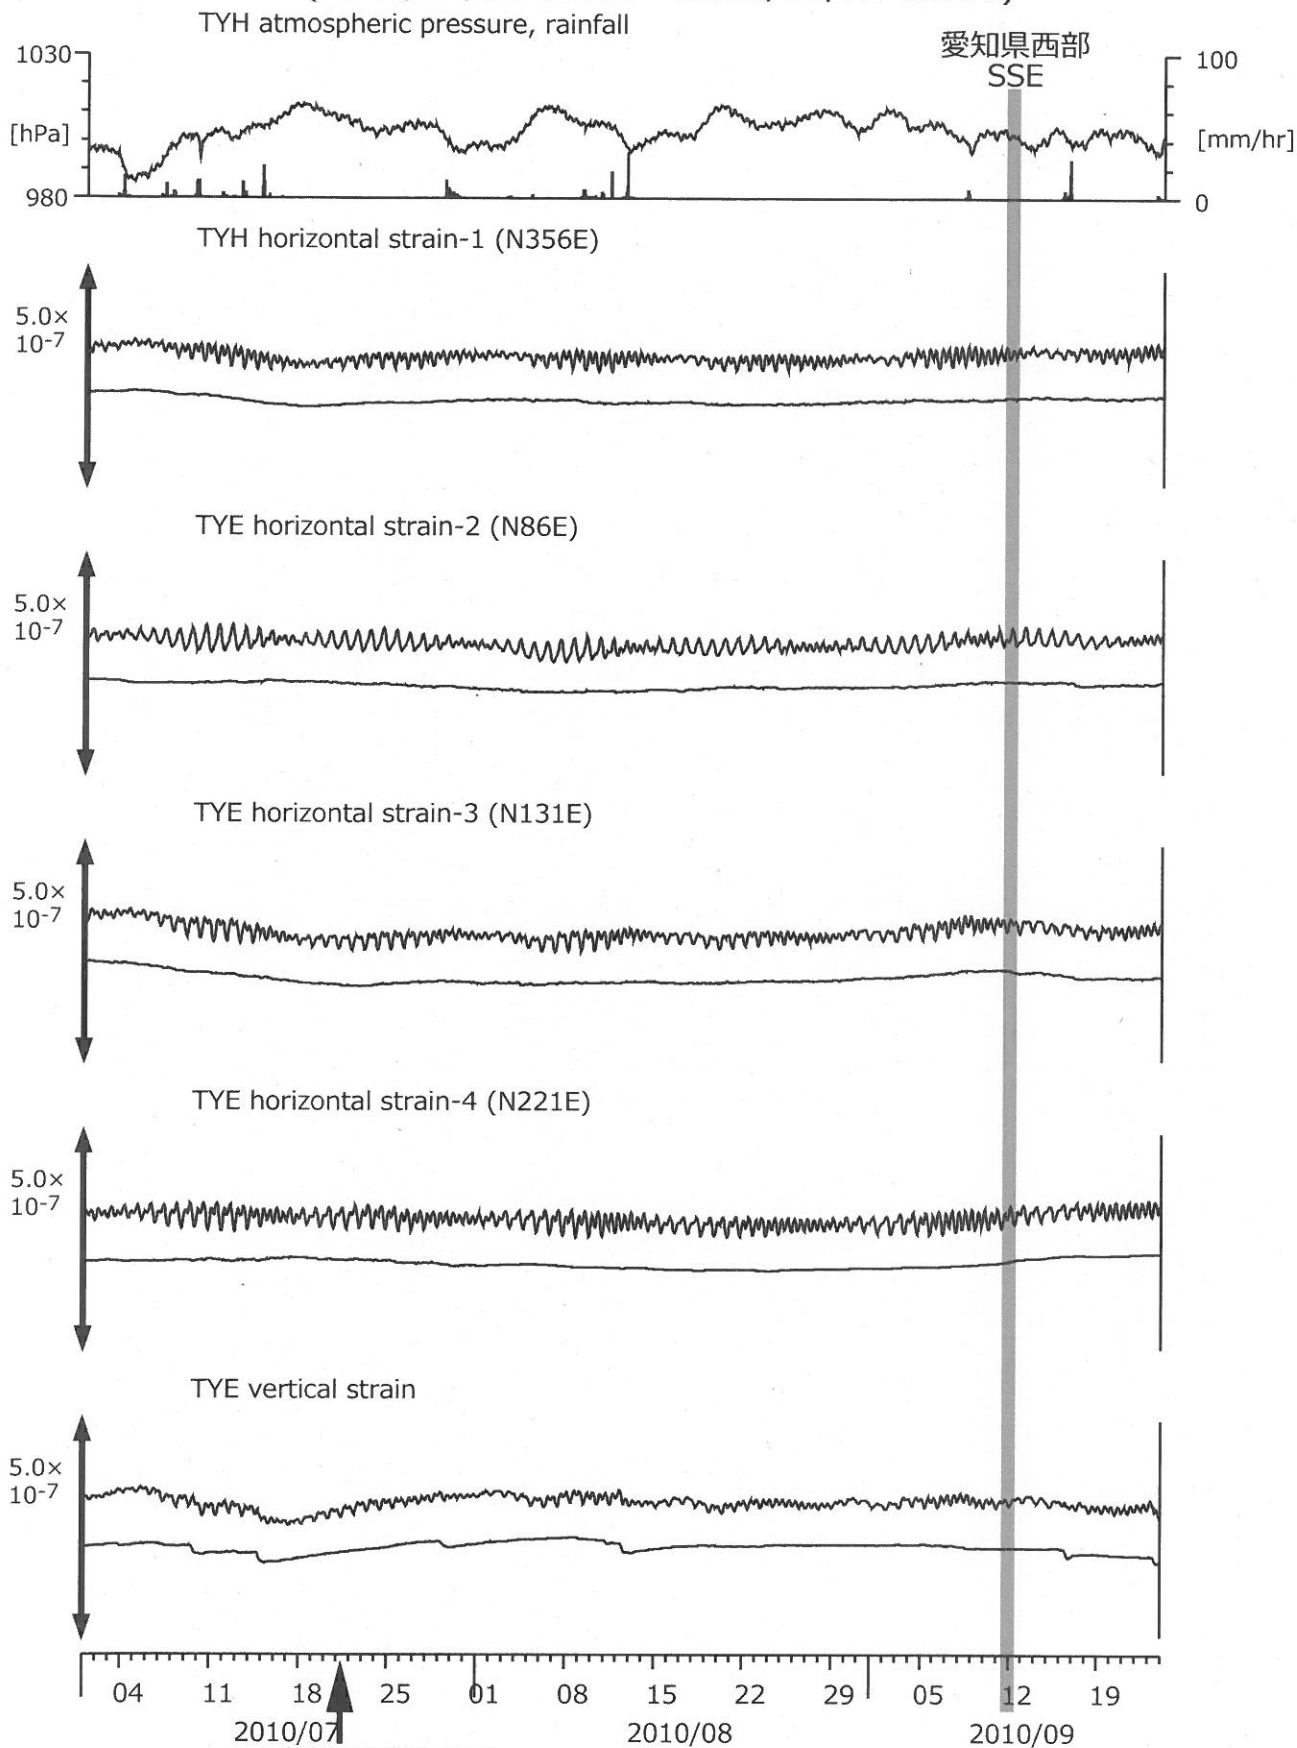 TYH atmospheric pressure, rainfall
愛知県西部
SSE
1030
100
[hPa]
[mm/hr]
980
0
TYH horizontal strain-1 (N356E)
5.0×
10-7
TYE horizontal strain-2 (N86E)
5.0×
10-7
TYE horizontal strain-3 (N131E)
5.0×
10-7
TYE horizontal strain-4 (N221E)
5.0×
10-7
TYE vertical strain
5.0×
10-7
04 11 18 25 01 08 15 22 29 05 12 19
2010/07 2010/08 2010/09